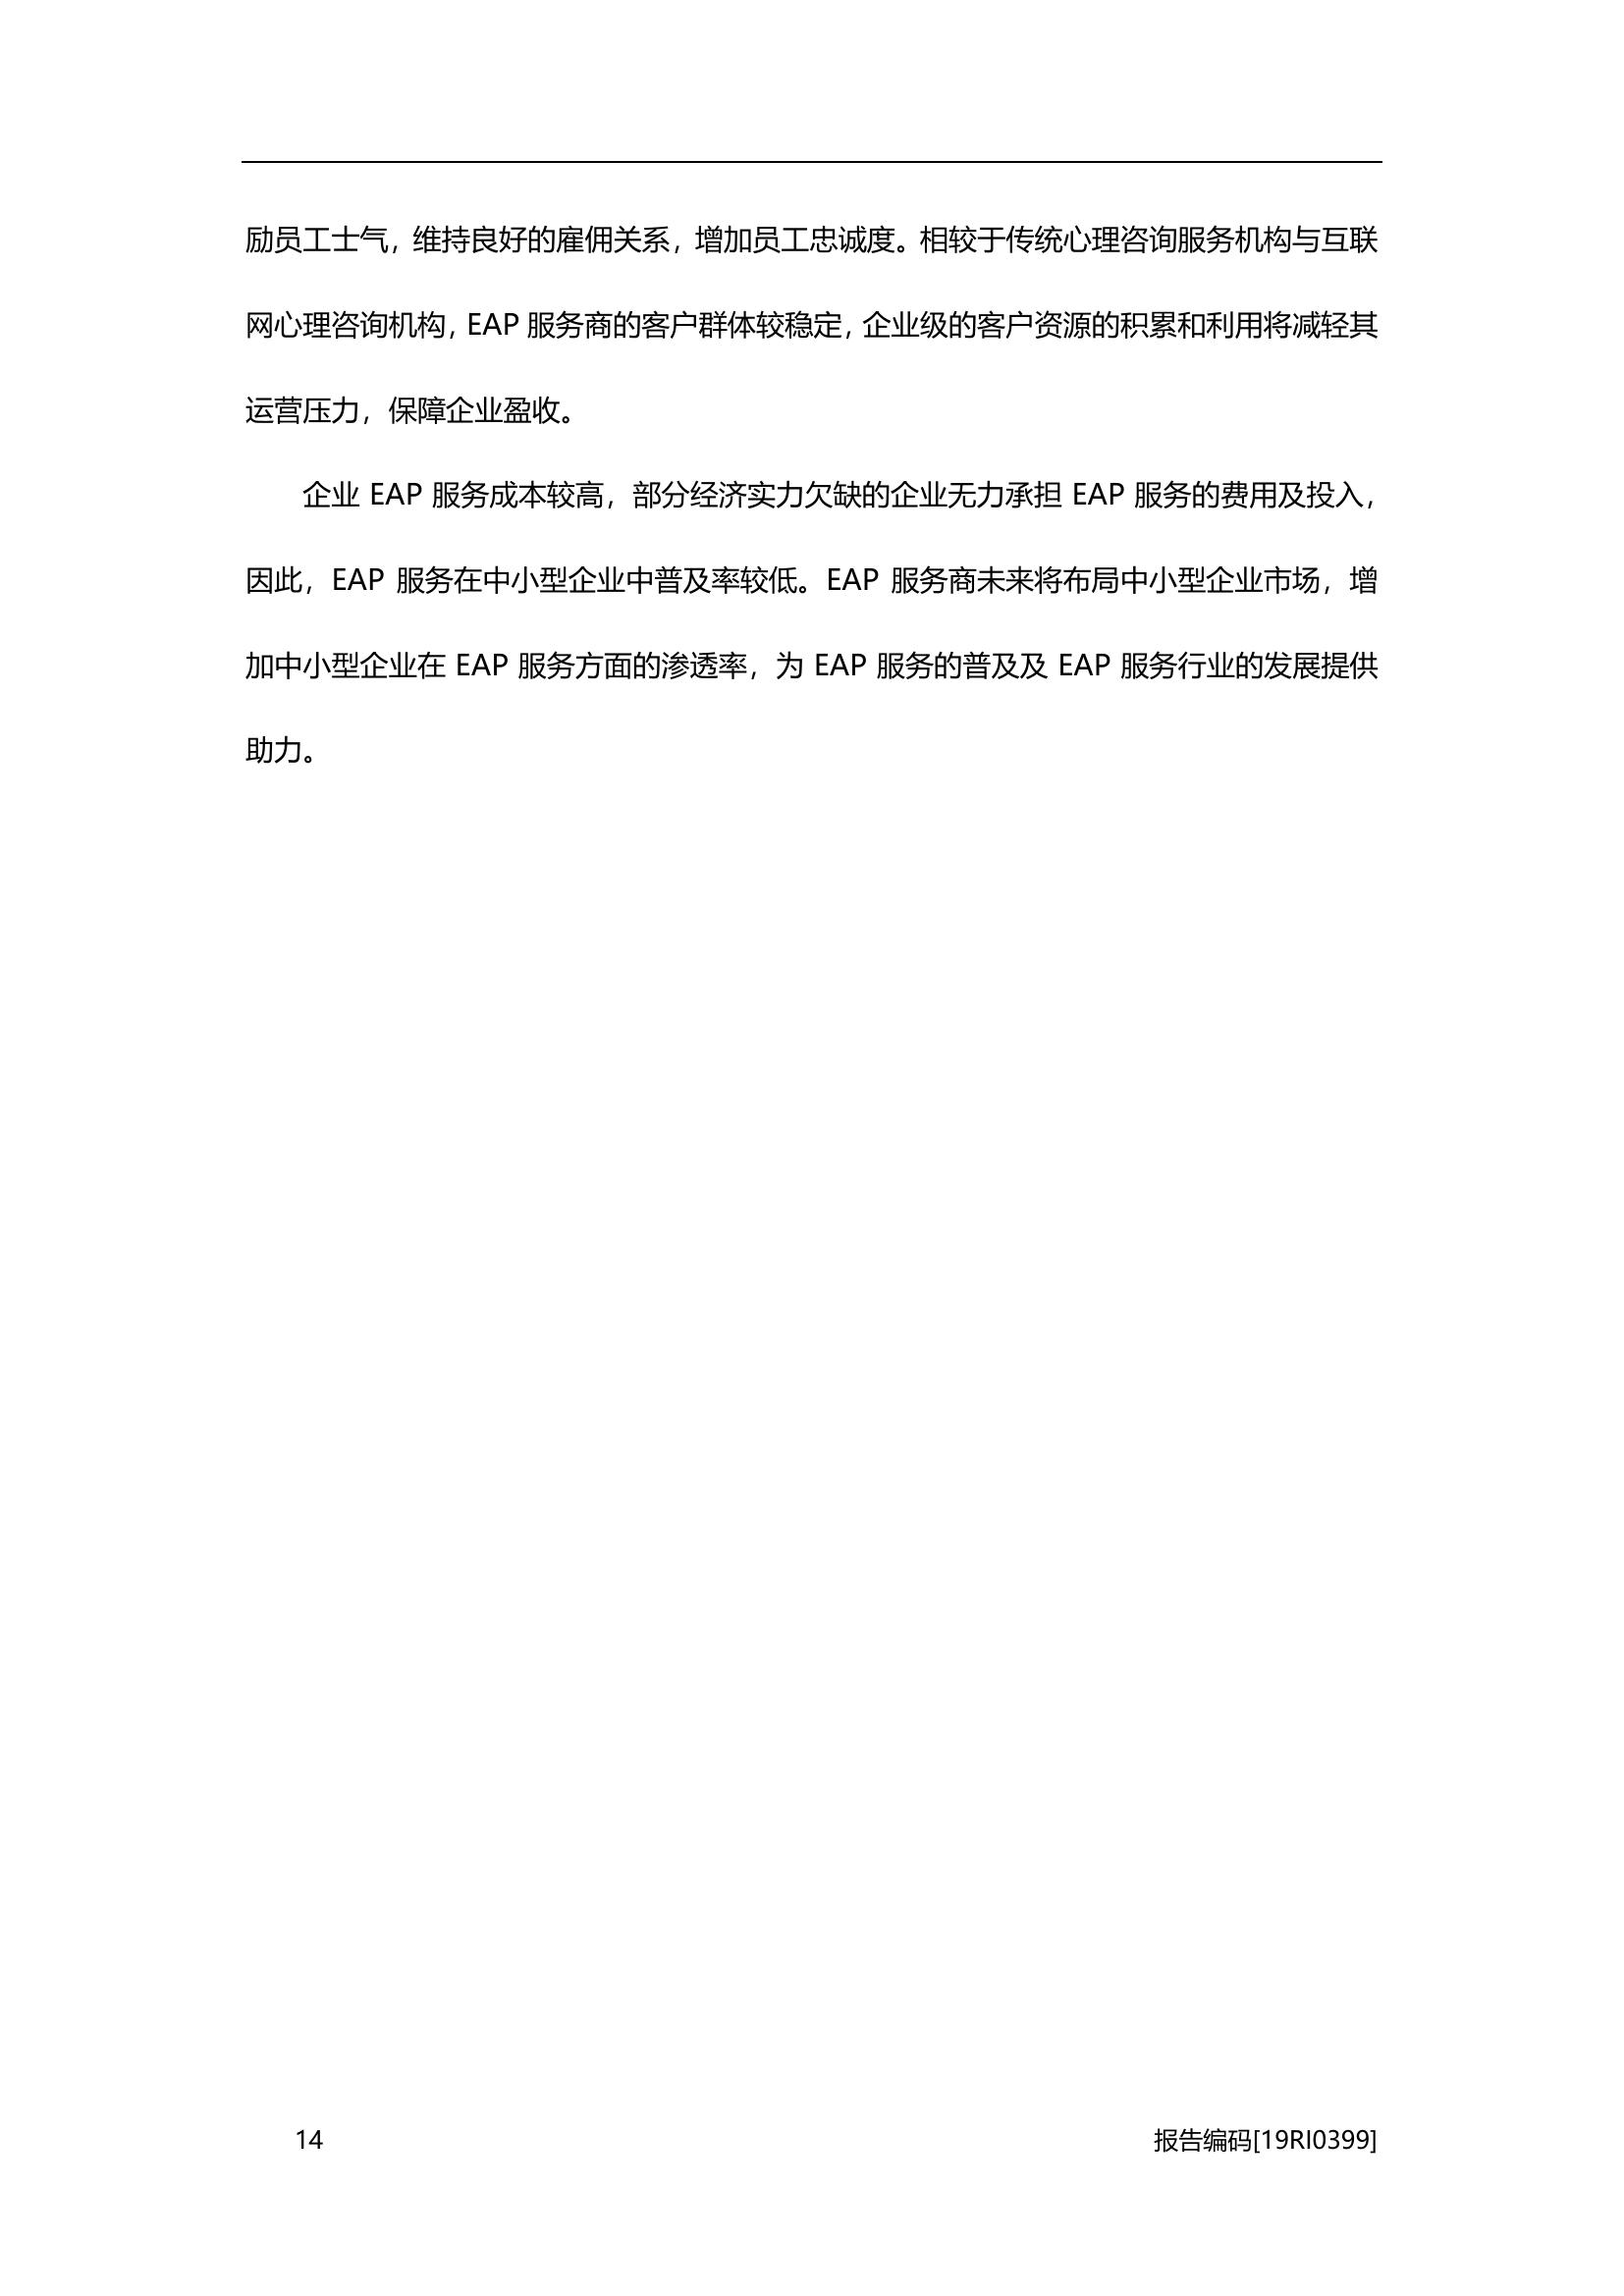 励员工士气，维持良好的雇佣关系，增加员工忠诚度。相较于传统心理咨询服务机构与互联
网心理咨询机构，EAP 服务商的客户群体较稳定，企业级的客户资源的积累和利用将减轻其
运营压力，保障企业盈收。
企业 EAP 服务成本较高，部分经济实力欠缺的企业无力承担 EAP 服务的费用及投入，
因此，EAP 服务在中小型企业中普及率较低。EAP 服务商未来将布局中小型企业市场，增
加中小型企业在 EAP 服务方面的渗透率，为 EAP 服务的普及及 EAP 服务行业的发展提供
助力。
14 报告编码[19RI0399]